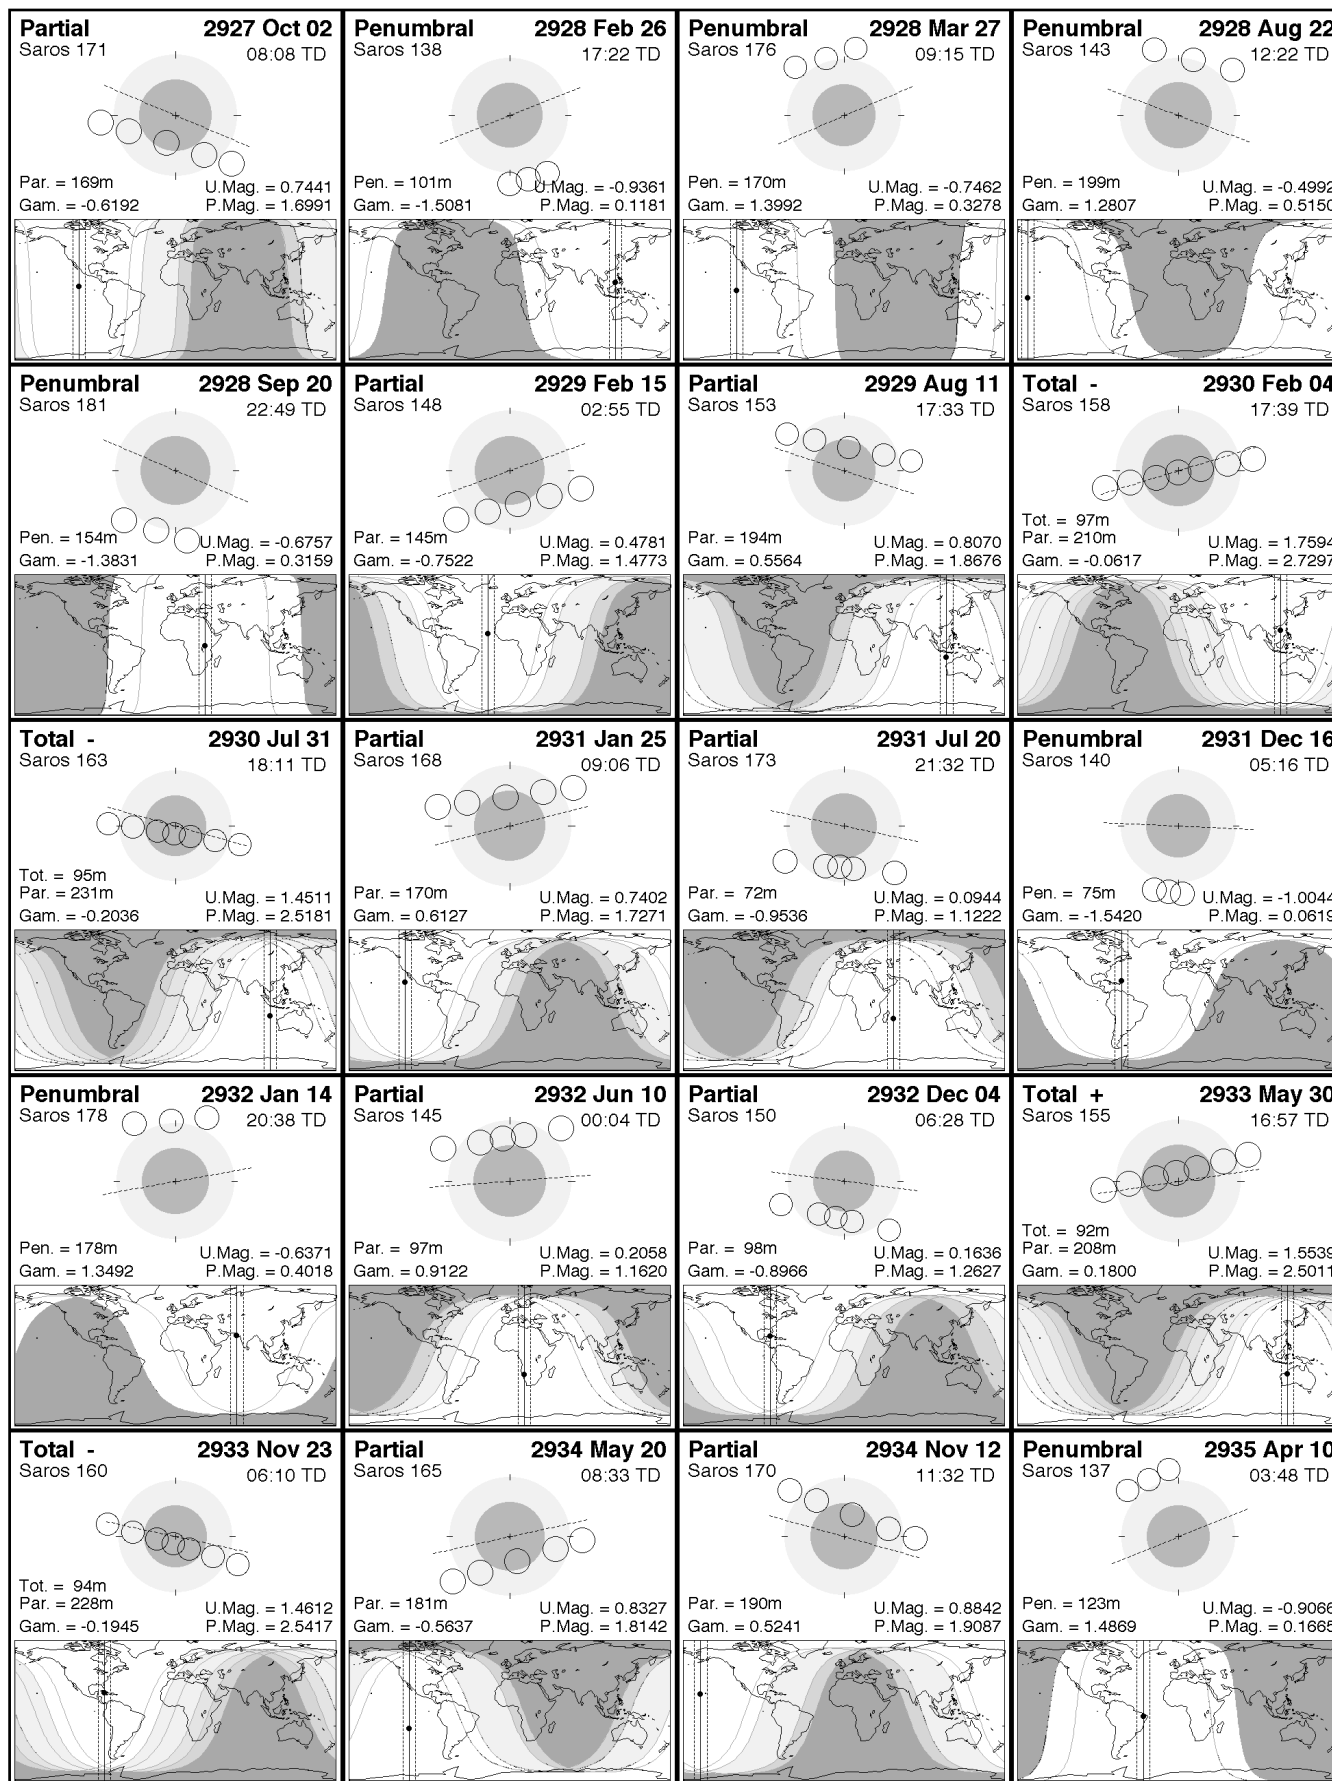 Partial 2927 Oct 02
Saros 171 08:08 TD
Par. = 169m U.Mag. = 0.7441
Gam. = -0.6192 P.Mag. = 1.6991
Penumbral 2928 Feb 26
Saros 138 17:22 TD
Pen. = 101m U.Mag. = -0.9361
Gam. = -1.5081 P.Mag. = 0.1181
Penumbral 2928 Mar 27
Saros 176 09:15 TD
Pen. = 170m U.Mag. = -0.7462
Gam. = 1.3992 P.Mag. = 0.3278
Penumbral 2928 Aug 22
Saros 143 12:22 TD
Pen. = 199m U.Mag. = -0.4992
Gam. = 1.2807 P.Mag. = 0.5150
Penumbral 2928 Sep 20
Saros 181 22:49 TD
Pen. = 154m U.Mag. = -0.6757
Gam. = -1.3831 P.Mag. = 0.3159
Partial 2929 Feb 15
Saros 148 02:55 TD
Par. = 145m U.Mag. = 0.4781
Gam. = -0.7522 P.Mag. = 1.4773
Partial 2929 Aug 11
Saros 153 17:33 TD
Par. = 194m U.Mag. = 0.8070
Gam. = 0.5564 P.Mag. = 1.8676
Total - 2930 Feb 04
Saros 158 17:39 TD
Tot. = 97m
Par. = 210m U.Mag. = 1.7594
Gam. = -0.0617 P.Mag. = 2.7297
Total - 2930 Jul 31
Saros 163 18:11 TD
Tot. = 95m
Par. = 231m U.Mag. = 1.4511
Gam. = -0.2036 P.Mag. = 2.5181
Partial 2931 Jan 25
Saros 168 09:06 TD
Par. = 170m U.Mag. = 0.7402
Gam. = 0.6127 P.Mag. = 1.7271
Partial 2931 Jul 20
Saros 173 21:32 TD
Par. = 72m U.Mag. = 0.0944
Gam. = -0.9536 P.Mag. = 1.1222
Penumbral 2931 Dec 16
Saros 140 05:16 TD
Pen. = 75m U.Mag. = -1.0044
Gam. = -1.5420 P.Mag. = 0.0619
Penumbral 2932 Jan 14
Saros 178 20:38 TD
Pen. = 178m U.Mag. = -0.6371
Gam. = 1.3492 P.Mag. = 0.4018
Partial 2932 Jun 10
Saros 145 00:04 TD
Par. = 97m U.Mag. = 0.2058
Gam. = 0.9122 P.Mag. = 1.1620
Partial 2932 Dec 04
Saros 150 06:28 TD
Par. = 98m U.Mag. = 0.1636
Gam. = -0.8966 P.Mag. = 1.2627
Total + 2933 May 30
Saros 155 16:57 TD
Tot. = 92m
Par. = 208m U.Mag. = 1.5539
Gam. = 0.1800 P.Mag. = 2.5011
Total - 2933 Nov 23
Saros 160 06:10 TD
Tot. = 94m
Par. = 228m U.Mag. = 1.4612
Gam. = -0.1945 P.Mag. = 2.5417
Partial 2934 May 20
Saros 165 08:33 TD
Par. = 181m U.Mag. = 0.8327
Gam. = -0.5637 P.Mag. = 1.8142
Partial 2934 Nov 12
Saros 170 11:32 TD
Par. = 190m U.Mag. = 0.8842
Gam. = 0.5241 P.Mag. = 1.9087
Penumbral 2935 Apr 10
Saros 137 03:48 TD
Pen. = 123m U.Mag. = -0.9066
Gam. = 1.4869 P.Mag. = 0.1665